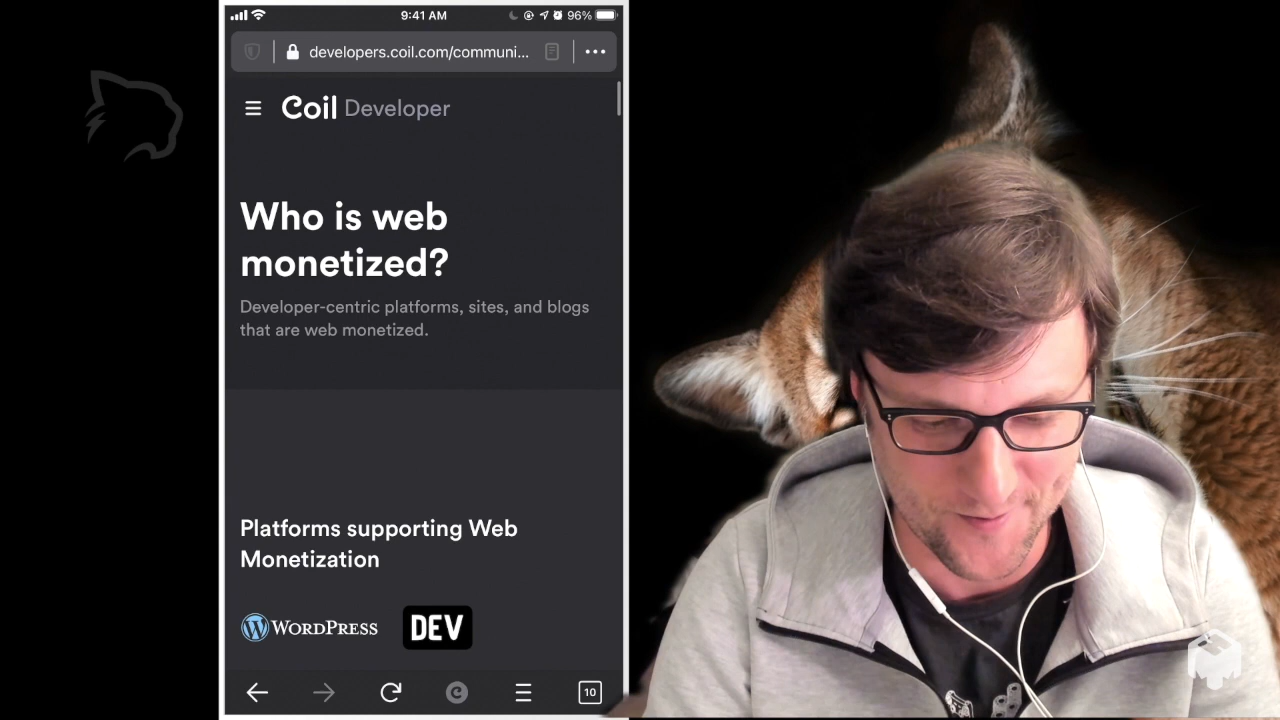 9:41 AM 96%
developers.coil.com/communi...
Coil Developer
Who is web
monetized?
Developer-centric platforms, sites, and blogs
that are web monetized.
Platforms supporting Web
Monetization
WORDPRESS DEV
10